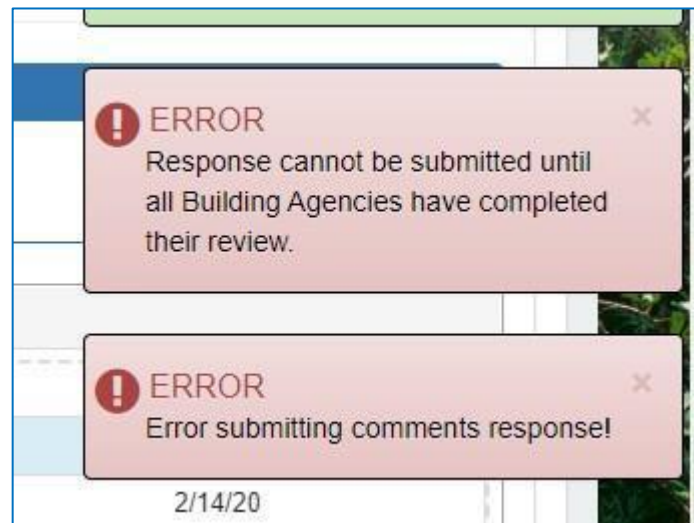 ERROR
Response cannot be submitted until
all Building Agencies have completed
their review.
ERROR
Error submitting comments response!
2/14/20